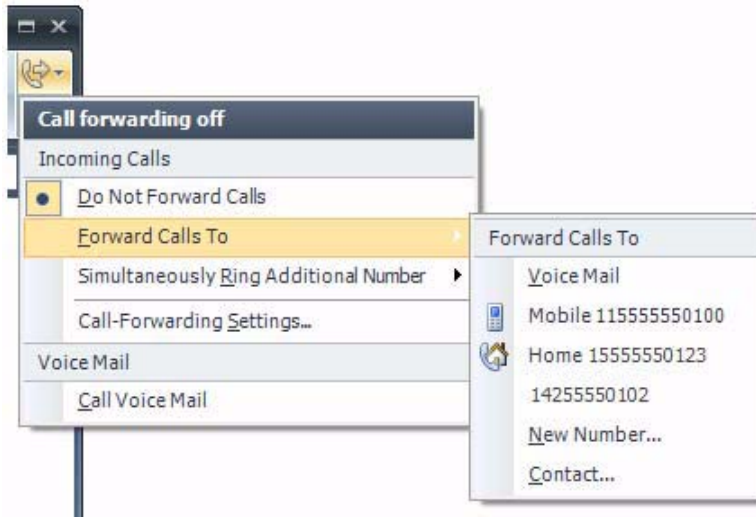 Call forwarding off
Incoming Calls
Do Not Forward Calls
Forward Calls To
Simultaneously Ring Additional Number
Call-Forwarding Settings...
Voice Mail
Call Voice Mail
Forward Calls To
Voice Mail
Mobile 115555550100
Home 15555550123
14255550102
New Number...
Contact...